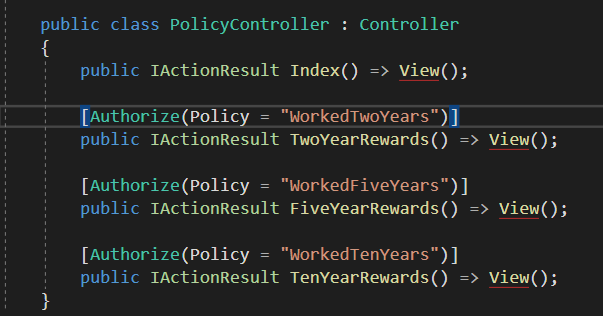 public class PolicyController : Controller
{
public IActionResult Index() => View();
[Authorize(Policy = "WorkedTwoYears")]
public IActionResult TwoYearRewards() => View();
[Authorize(Policy = "WorkedFiveYears")]
public IActionResult FiveYearRewards() => View();
[Authorize(Policy = "WorkedTenYears")]
public IActionResult TenYearRewards() => View();
}